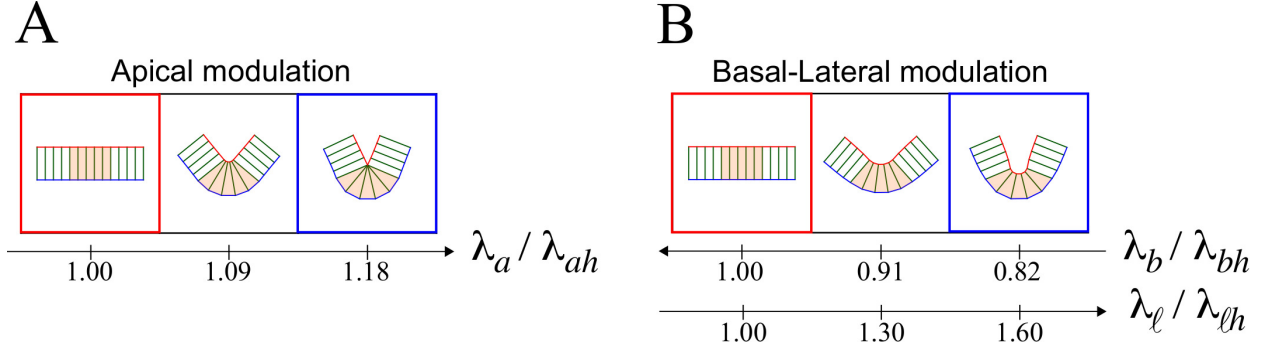 A
Apical modulation
λa / λah
1.00 1.09 1.18
B
Basal-Lateral modulation
λb / λbh
1.00 0.91 0.82
λℓ / λℓh
1.00 1.30 1.60